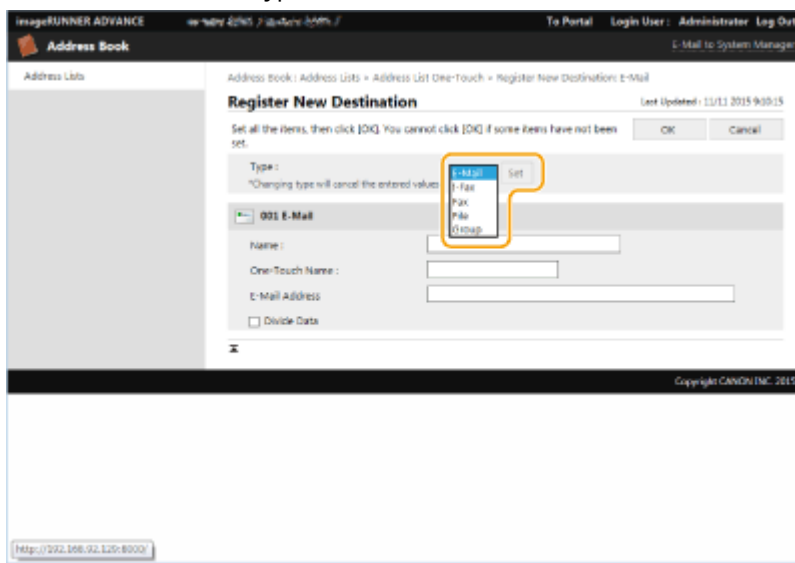 imageRUNNER ADVANCE To Portal Login User : Administrator Log Out
Address Book E-Mail to System Manager
Address Lists
Address Book : Address Lists > Address List One-Touch > Register New Destination: E-Mail
Register New Destination Last Updated : 11/11 2015 9:10:15
Set all the items, then click [OK]. You cannot click [OK] if some items have not been set.
OK Cancel
Type :
*Changing type will cancel the entered values
E-Mail Set
I-Fax
Fax
File
Group
001 E-Mail
Name :
One-Touch Name :
E-Mail Address
Divide Data
Copyright CANON INC. 2015
http://192.168.92.129:8000/